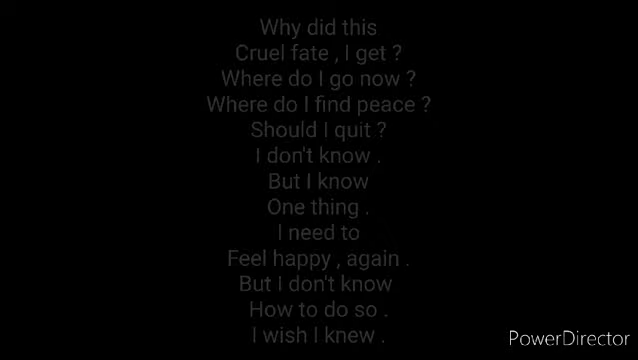 Why did this
Cruel fate , I get ?
Where do I go now ?
Where do I find peace ?
Should I quit ?
I don't know .
But I know
One thing .
I need to
Feel happy , again .
But I don't know
How to do so .
I wish I knew .
PowerDirector